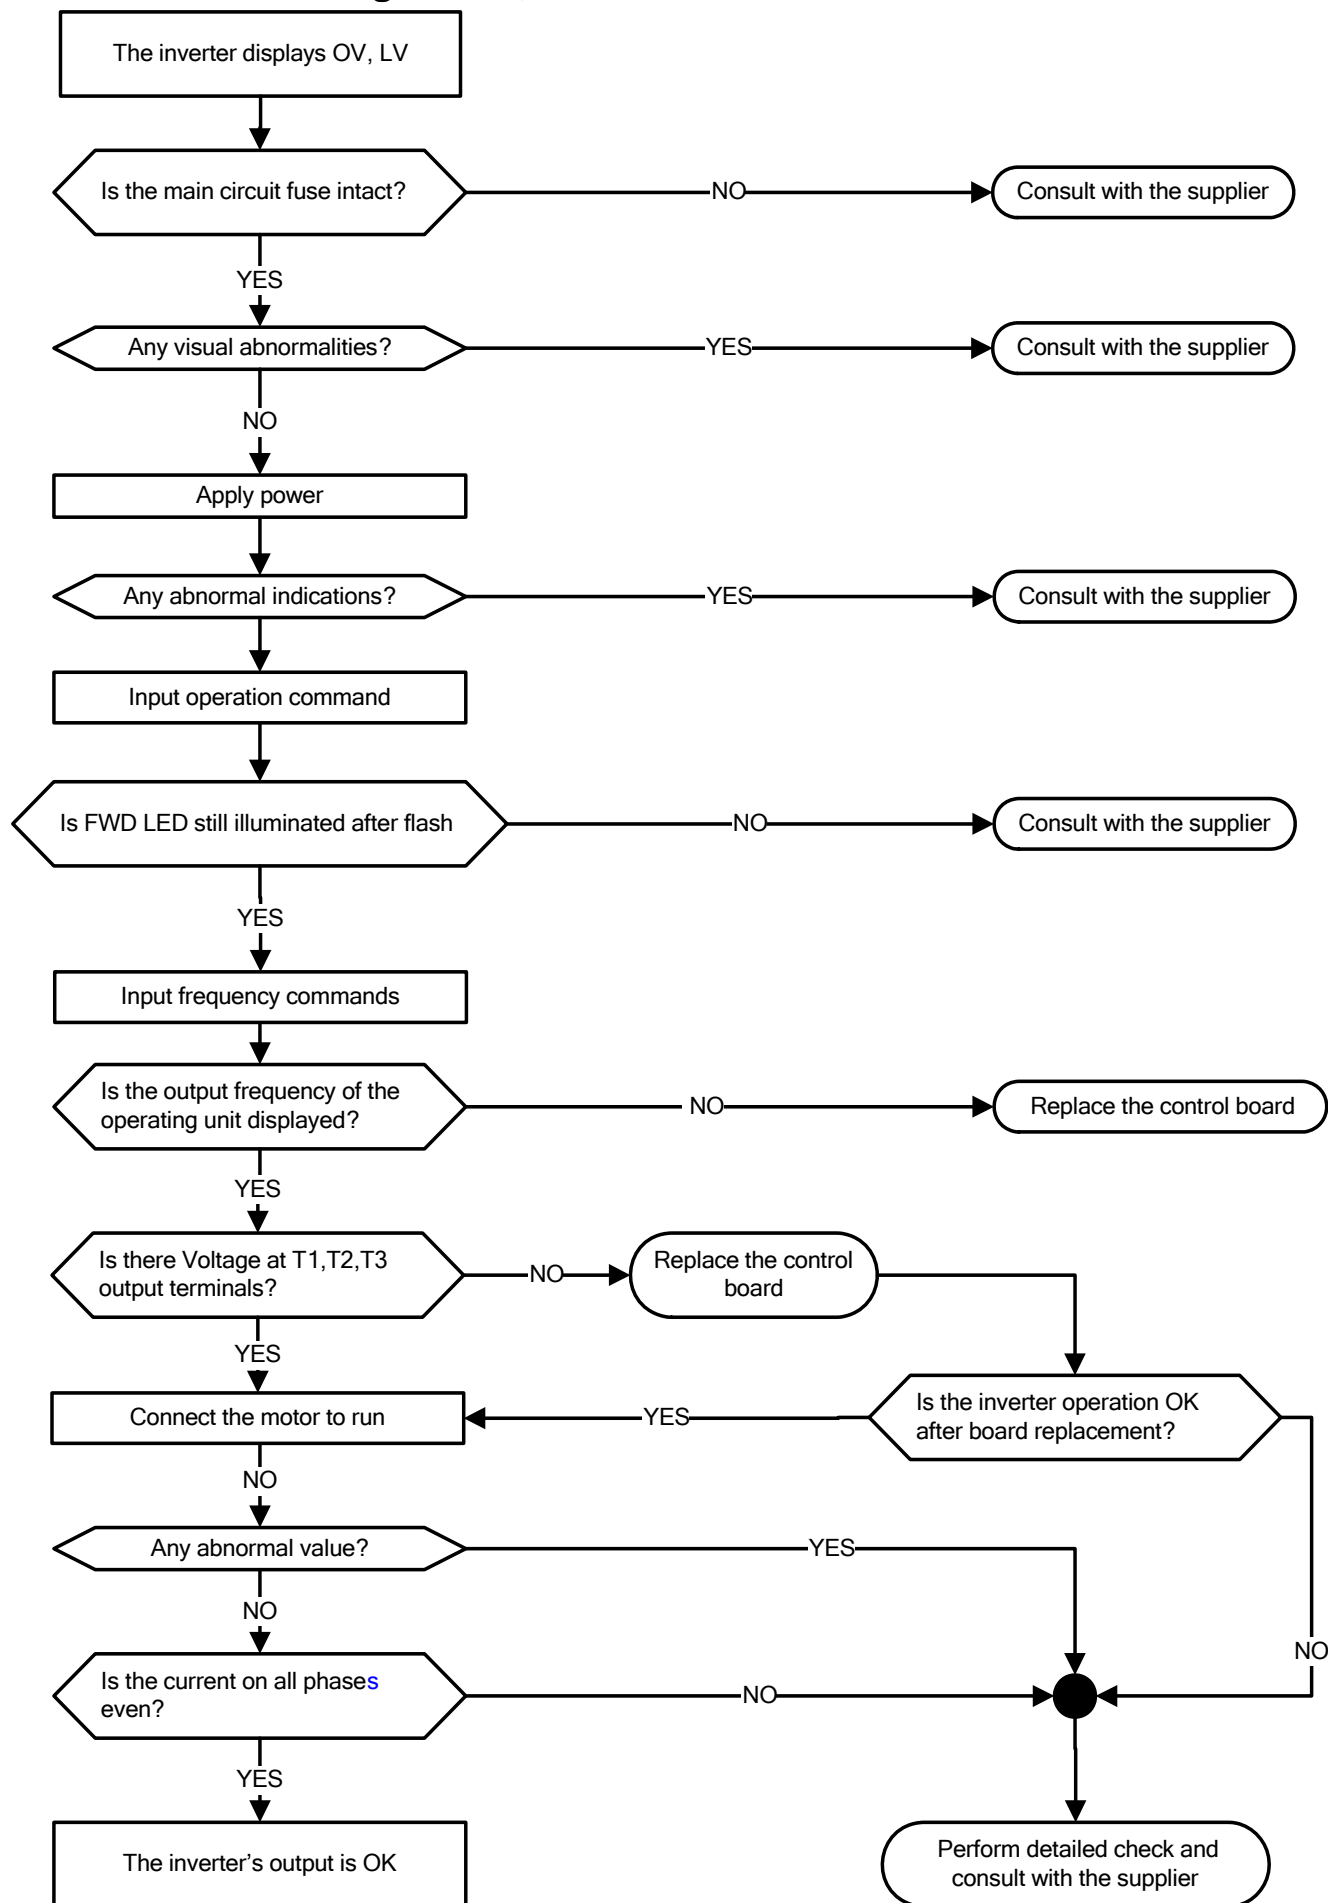 The inverter displays OV, LV
Is the main circuit fuse intact?
NO
Consult with the supplier
YES
Any visual abnormalities?
YES
Consult with the supplier
NO
Apply power
Any abnormal indications?
YES
Consult with the supplier
Input operation command
Is FWD LED still illuminated after flash
NO
Consult with the supplier
YES
Input frequency commands
Is the output frequency of the
operating unit displayed?
NO
Replace the control board
YES
Is there Voltage at T1,T2,T3
output terminals?
NO
Replace the control
board
YES
Connect the motor to run
YES
Is the inverter operation OK
after board replacement?
NO
Any abnormal value?
YES
NO
NO
Is the current on all phases
even?
NO
YES
The inverter's output is OK
Perform detailed check and
consult with the supplier